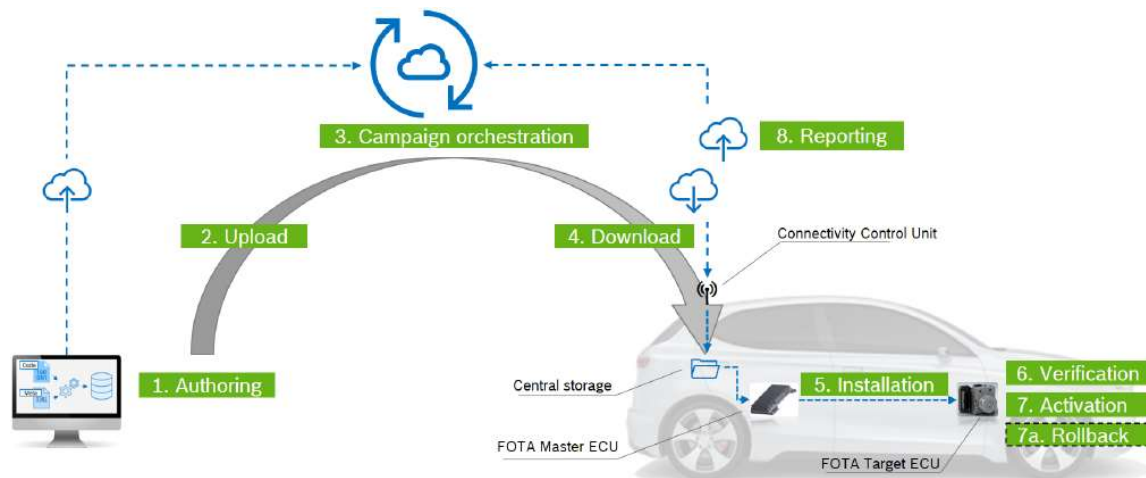 3. Campaign orchestration
8. Reporting
2. Upload
4. Download
Connectivity Control Unit
Code
1. Authoring
Central storage
5. Installation
6. Verification
7. Activation
FOTA Master ECU
7a. Rollback
FOTA Target ECU